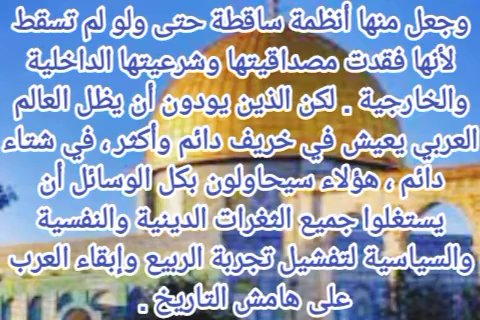 وجعل منها أنظمة ساقطة حتى ولو لم تسقط
لأنها فقدت مصداقيتها وشرعيتها الداخلية
والخارجية . لكن الذين يودون أن يظل العالم
العربي يعيش في خريف دائم وأكثر ، في شتاء
دائم ، هؤلاء سيحاولون بكل الوسائل أن
يستغلوا جميع الثغرات الدينية والنفسية
والسياسية لتفشيل تجربة الربيع وإبقاء العرب
على هامش التاريخ .